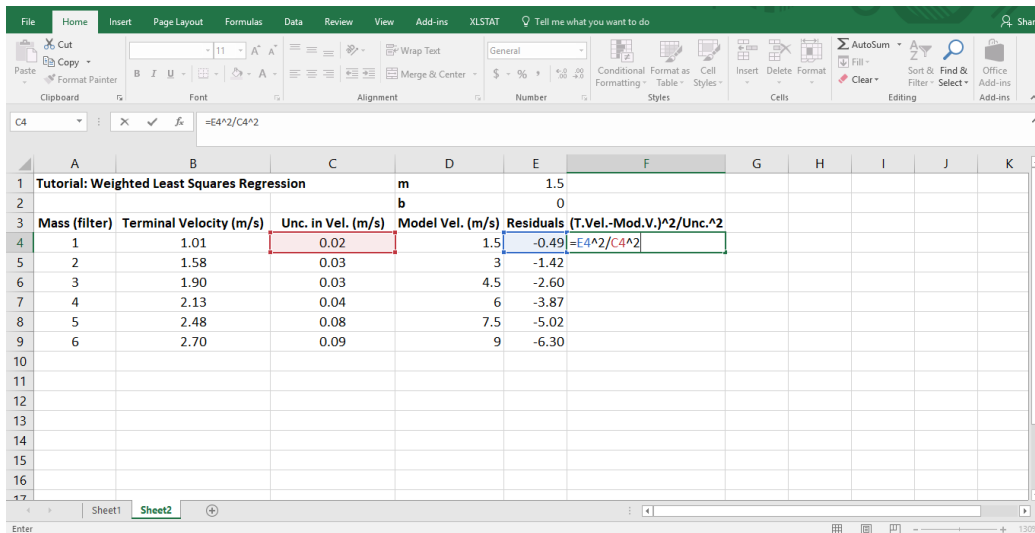 File Home Insert Page Layout Formulas Data Review View Add-ins XLSTAT Tell me what you want to do Shar
Cut
Copy
Format Painter
Paste
Clipboard
11 A A
B I U A
Font
Wrap Text
Merge & Center
Alignment
General
$ - % ,
Number
Conditional Formatting
Format as Table
Cell Styles
Styles
Insert Delete Format
Cells
AutoSum
Fill
Clear
Sort & Filter
Find & Select
Editing
Office Add-ins
Add-ins
C4 fx =E4^2/C4^2
A B C D E F G H I J K
1 Tutorial: Weighted Least Squares Regression m 1.5
2 b 0
3 Mass (filter) Terminal Velocity (m/s) Unc. in Vel. (m/s) Model Vel. (m/s) Residuals (T.Vel.-Mod.V.)^2/Unc.^2
4 1 1.01 0.02 1.5 -0.49 =E4^2/C4^2
5 2 1.58 0.03 3 -1.42
6 3 1.90 0.03 4.5 -2.60
7 4 2.13 0.04 6 -3.87
8 5 2.48 0.08 7.5 -5.02
9 6 2.70 0.09 9 -6.30
10
11
12
13
14
15
16
17
Sheet1 Sheet2
Enter 130%